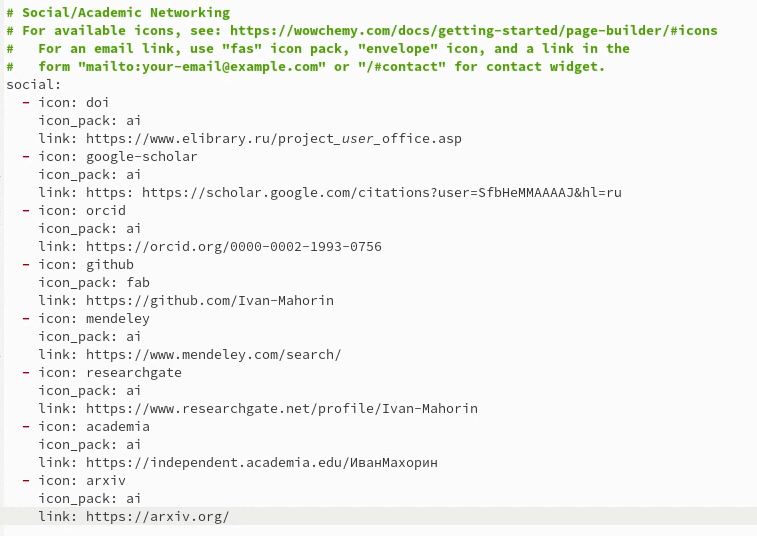 # Social/Academic Networking
# For available icons, see: https://wowchemy.com/docs/getting-started/page-builder/#icons
#   For an email link, use "fas" icon pack, "envelope" icon, and a link in the
#   form "mailto:your-email@example.com" or "/#contact" for contact widget.
social:
  - icon: doi
    icon_pack: ai
    link: https://www.elibrary.ru/project_user_office.asp
  - icon: google-scholar
    icon_pack: ai
    link: https: https://scholar.google.com/citations?user=SfbHeMMAAAAJ&hl=ru
  - icon: orcid
    icon_pack: ai
    link: https://orcid.org/0000-0002-1993-0756
  - icon: github
    icon_pack: fab
    link: https://github.com/Ivan-Mahorin
  - icon: mendeley
    icon_pack: ai
    link: https://www.mendeley.com/search/
  - icon: researchgate
    icon_pack: ai
    link: https://www.researchgate.net/profile/Ivan-Mahorin
  - icon: academia
    icon_pack: ai
    link: https://independent.academia.edu/ИванМахорин
  - icon: arxiv
    icon_pack: ai
    link: https://arxiv.org/